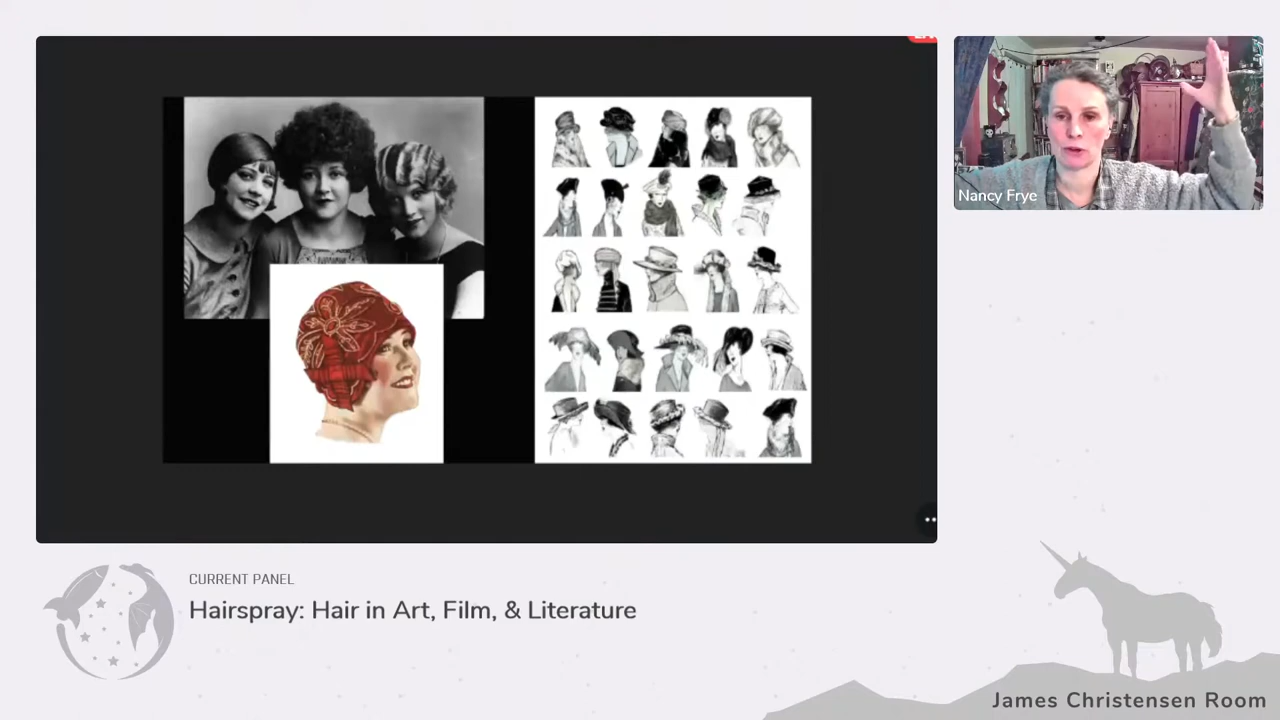 Nancy Frye
CURRENT PANEL
Hairspray: Hair in Art, Film, & Literature
James Christensen Room